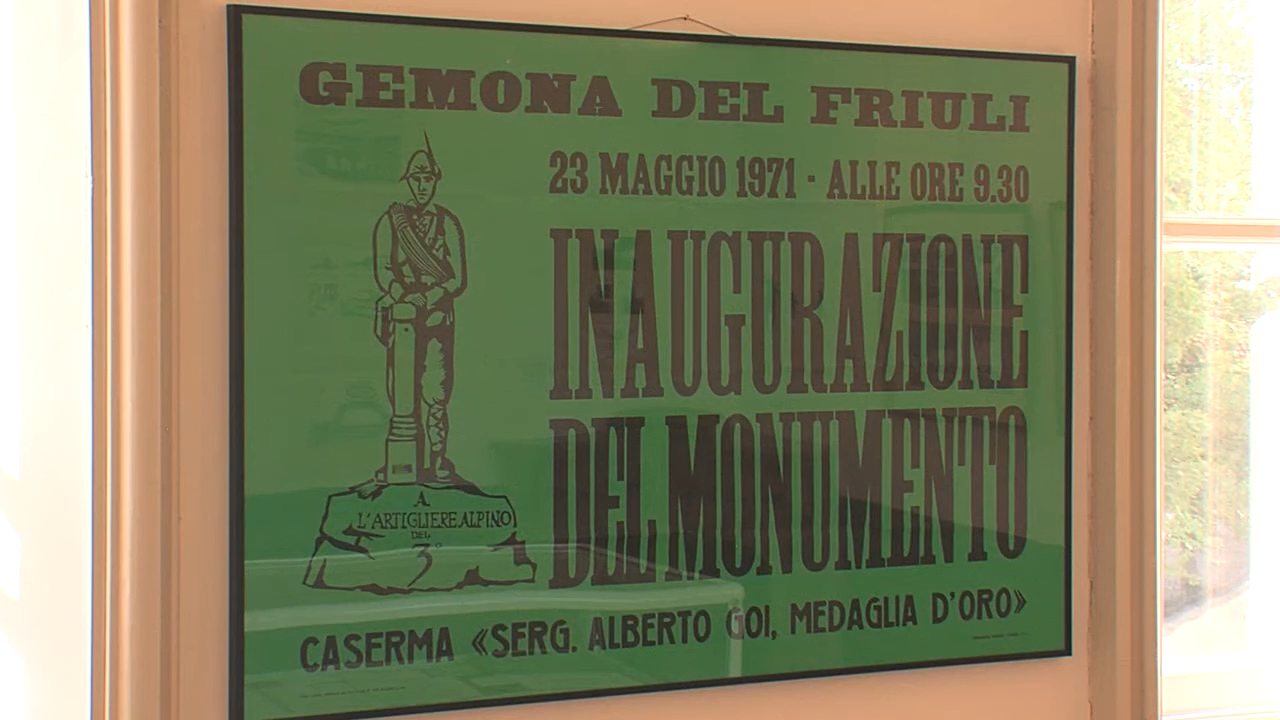 GEMONA DEL FRIULI
23 MAGGIO 1971 - ALLE ORE 9.30
INAUGURAZIONE
DEL MONUMENTO
A
L'ARTIGLIERE ALPINO
DEL
3°
CASERMA «SERG. ALBERTO GOI, MEDAGLIA D'ORO»